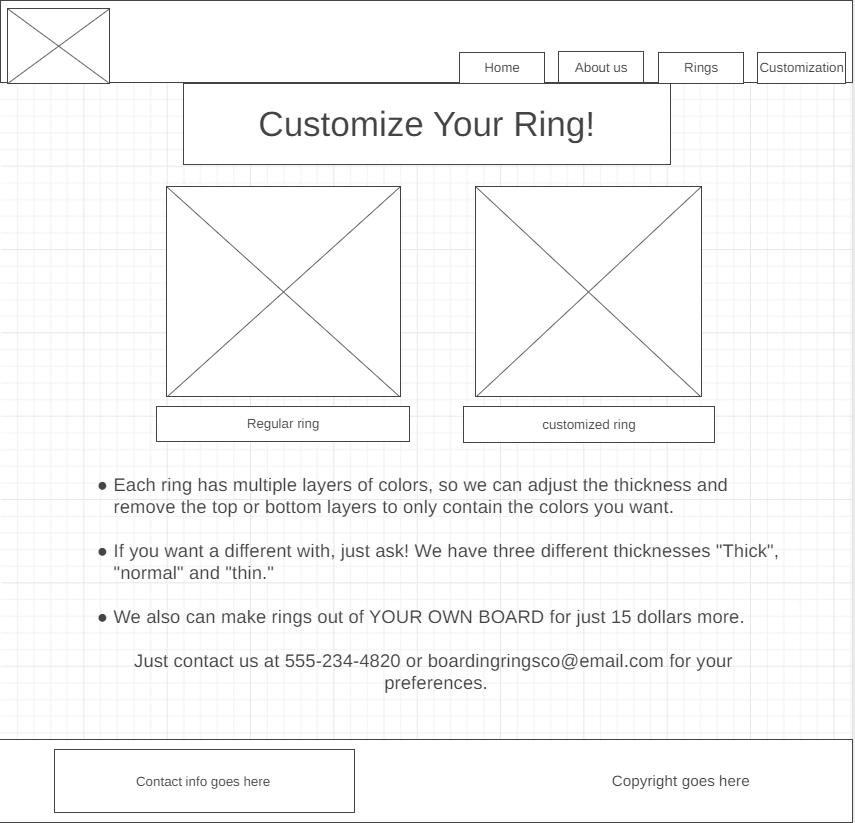 Home About us Rings Customization
Customize Your Ring!
Regular ring customized ring
● Each ring has multiple layers of colors, so we can adjust the thickness and
remove the top or bottom layers to only contain the colors you want.
● If you want a different with, just ask! We have three different thicknesses "Thick",
"normal" and "thin."
● We also can make rings out of YOUR OWN BOARD for just 15 dollars more.
Just contact us at 555-234-4820 or boardingringsco@email.com for your
preferences.
Contact info goes here Copyright goes here